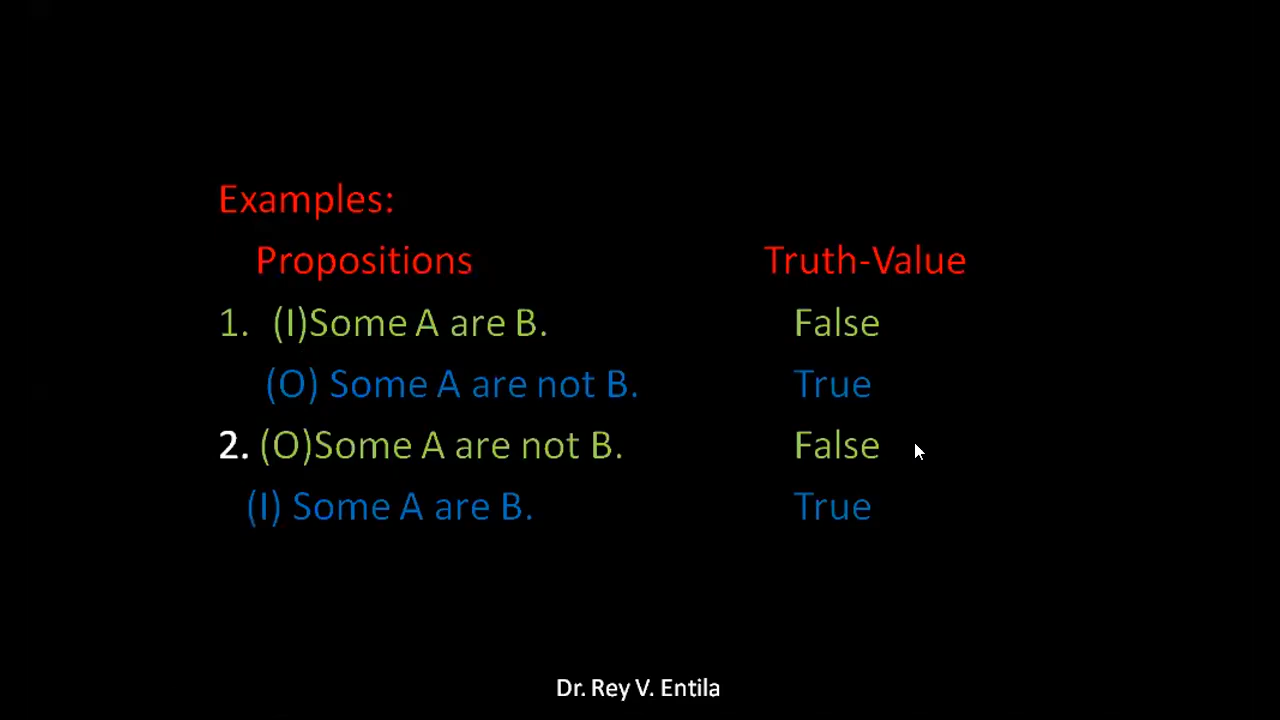 Examples:
Propositions Truth-Value
1. (I)Some A are B. False
(O) Some A are not B. True
2. (O)Some A are not B. False
(I) Some A are B. True
Dr. Rey V. Entila